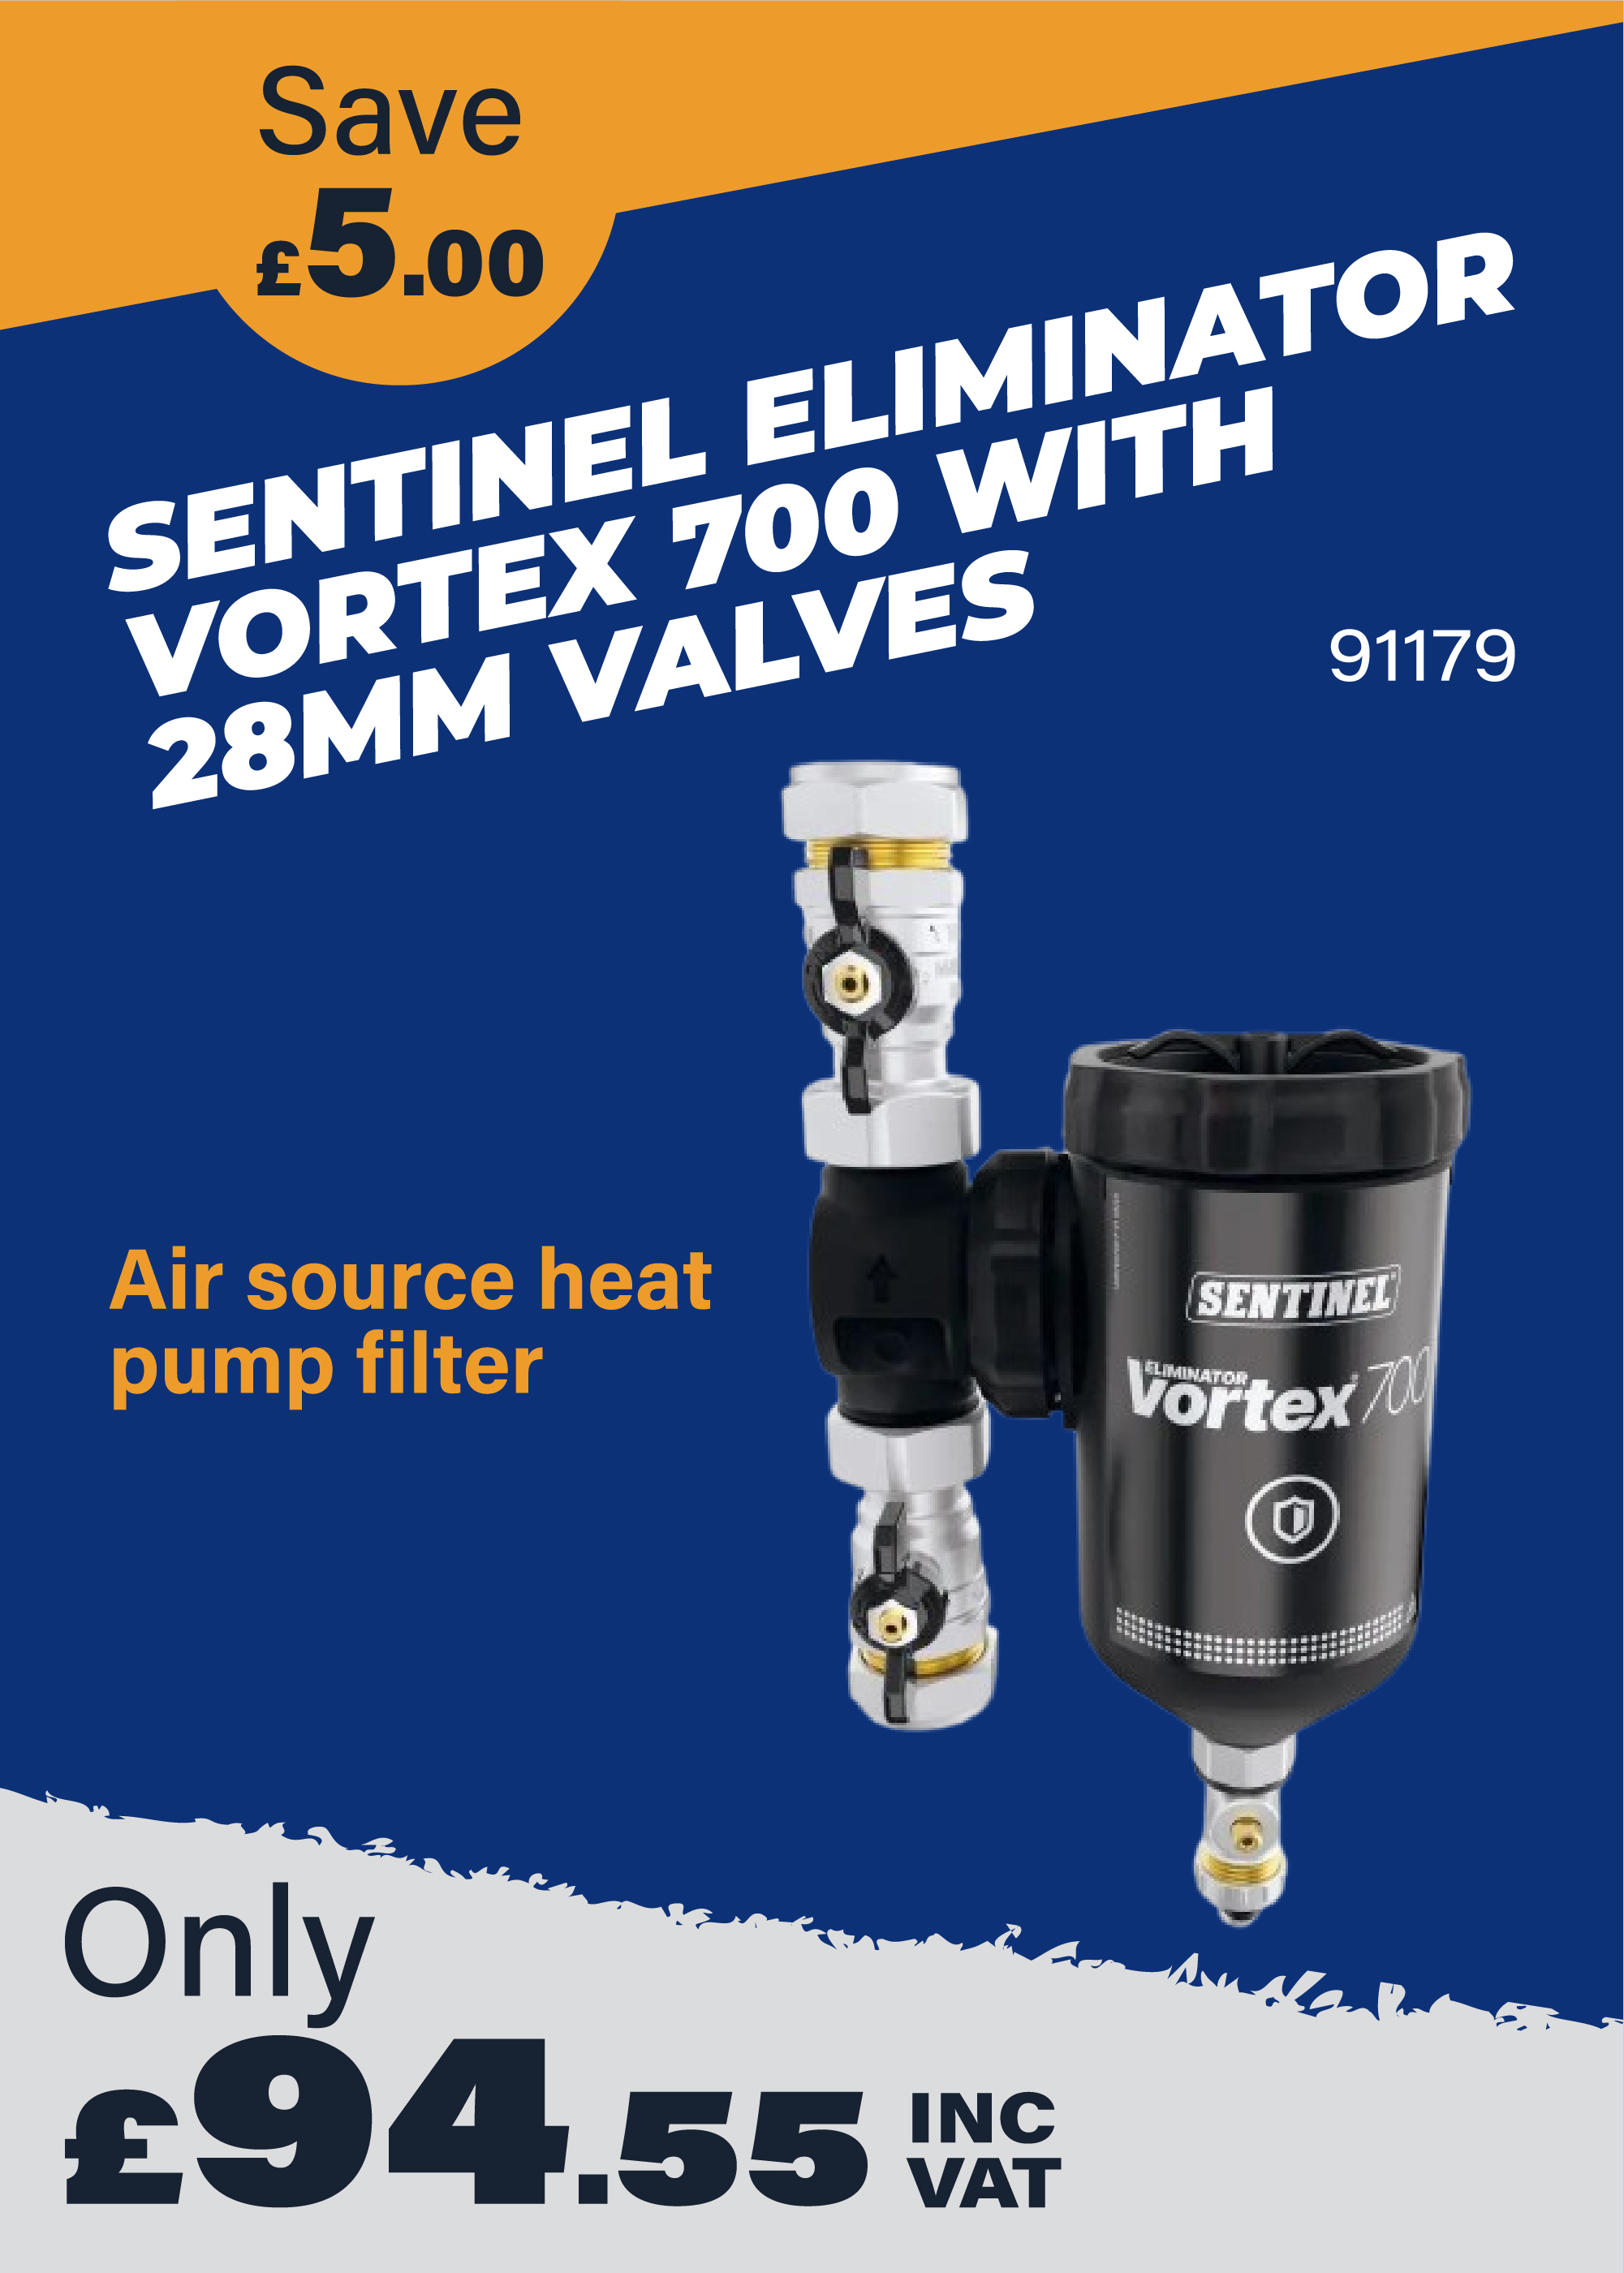 Save
£5.00
SENTINEL ELIMINATOR
VORTEX 700 WITH
28MM VALVES
91179
Air source heat
pump filter
SENTINEL
ELIMINATOR
Vortex® 700
Only
£94.55 INC
VAT